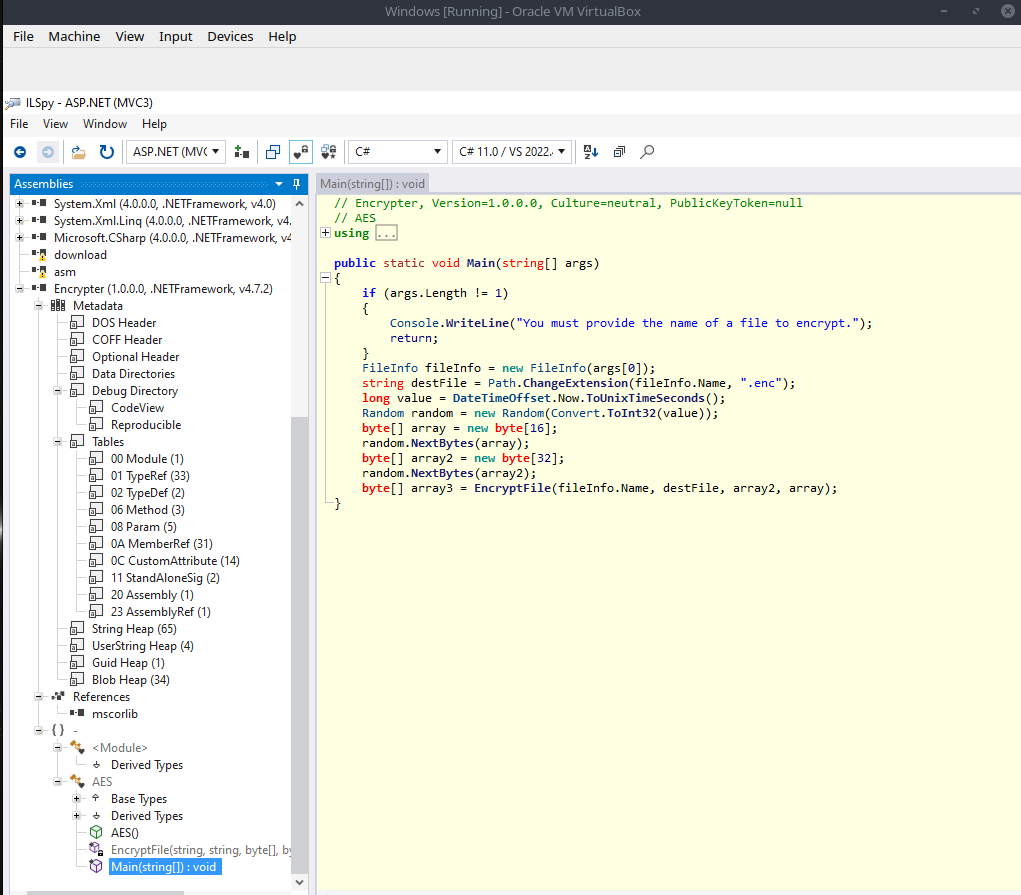 Windows [Running] - Oracle VM VirtualBox
File Machine View Input Devices Help
ILSpy - ASP.NET (MVC3)
File View Window Help
ASP.NET (MVC C# C# 11.0 / VS 2022.
Assemblies
System.Xml (4.0.0.0, .NETFramework, v4.0)
System.Xml.Linq (4.0.0.0, .NETFramework, v4.
Microsoft.CSharp (4.0.0.0, .NETFramework, v4
download
asm
Encrypter (1.0.0.0, .NETFramework, v4.7.2)
Metadata
DOS Header
COFF Header
Optional Header
Data Directories
Debug Directory
CodeView
Reproducible
Tables
00 Module (1)
01 TypeRef (33)
02 TypeDef (2)
06 Method (3)
08 Param (5)
0A MemberRef (31)
0C CustomAttribute (14)
11 StandAloneSig (2)
20 Assembly (1)
23 AssemblyRef (1)
String Heap (65)
UserString Heap (4)
Guid Heap (1)
Blob Heap (34)
References
mscorlib
{ } -
<Module>
Derived Types
AES
Base Types
Derived Types
AES()
EncryptFile(string, string, byte[], by
Main(string[]) : void
Main(string[]) : void
// Encrypter, Version=1.0.0.0, Culture=neutral, PublicKeyToken=null
// AES
using ...
public static void Main(string[] args)
{
if (args.Length != 1)
{
Console.WriteLine("You must provide the name of a file to encrypt.");
return;
}
FileInfo fileInfo = new FileInfo(args[0]);
string destFile = Path.ChangeExtension(fileInfo.Name, ".enc");
long value = DateTimeOffset.Now.ToUnixTimeSeconds();
Random random = new Random(Convert.ToInt32(value));
byte[] array = new byte[16];
random.NextBytes(array);
byte[] array2 = new byte[32];
random.NextBytes(array2);
byte[] array3 = EncryptFile(fileInfo.Name, destFile, array2, array);
}